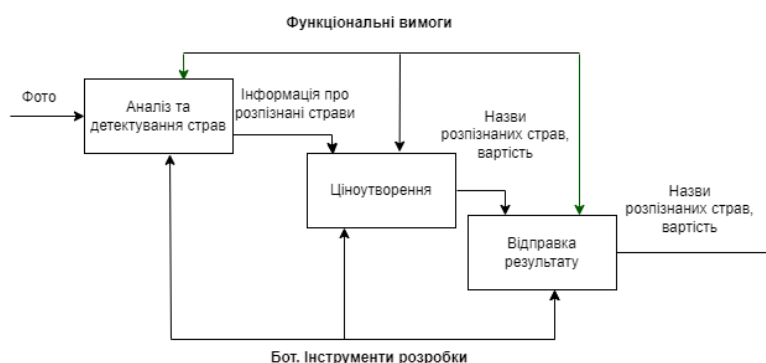 Функціональні вимоги
Фото
Аналіз та
детектування страв
Інформація про
розпізнані страви
Ціноутворення
Назви
розпізнаних страв,
вартість
Відправка
результату
Назви
розпізнаних страв,
вартість
Бот. Інструменти розробки